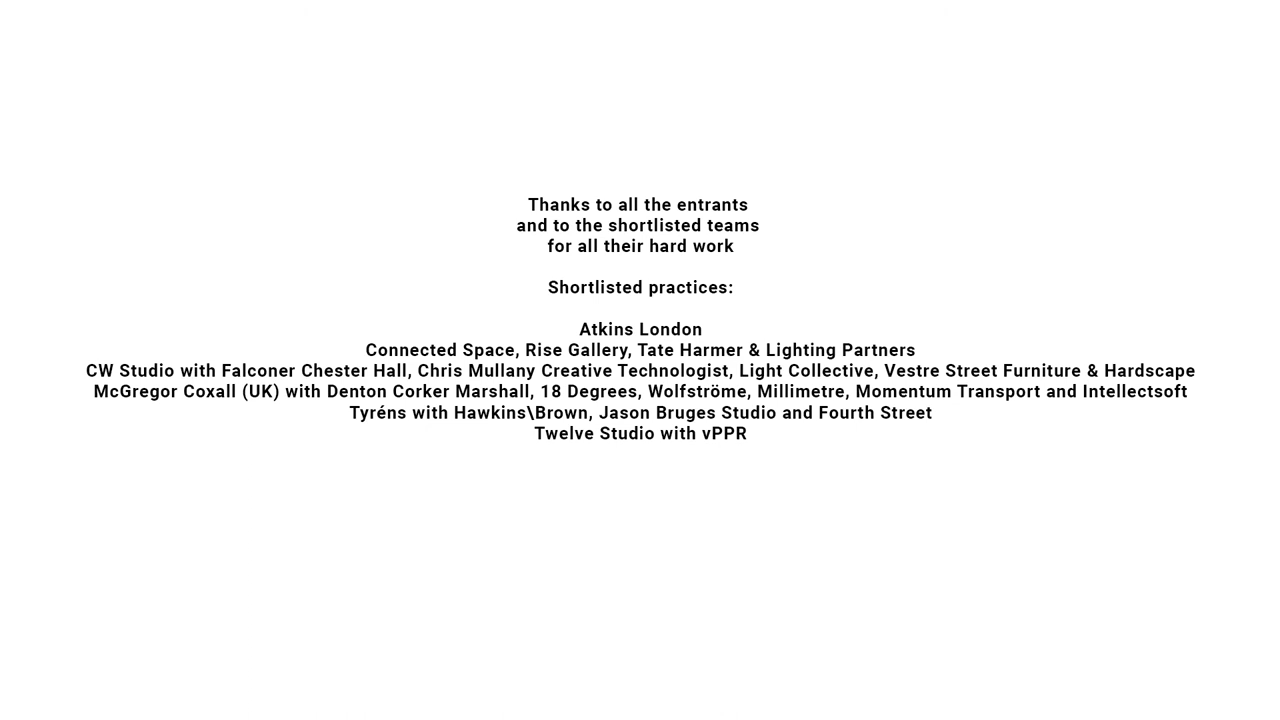 Thanks to all the entrants
and to the shortlisted teams
for all their hard work
Shortlisted practices:
Atkins London
Connected Space, Rise Gallery, Tate Harmer & Lighting Partners
CW Studio with Falconer Chester Hall, Chris Mullany Creative Technologist, Light Collective, Vestre Street Furniture & Hardscape
McGregor Coxall (UK) with Denton Corker Marshall, 18 Degrees, Wolfströme, Millimetre, Momentum Transport and Intellectsoft
Tyréns with Hawkins\Brown, Jason Bruges Studio and Fourth Street
Twelve Studio with vPPR